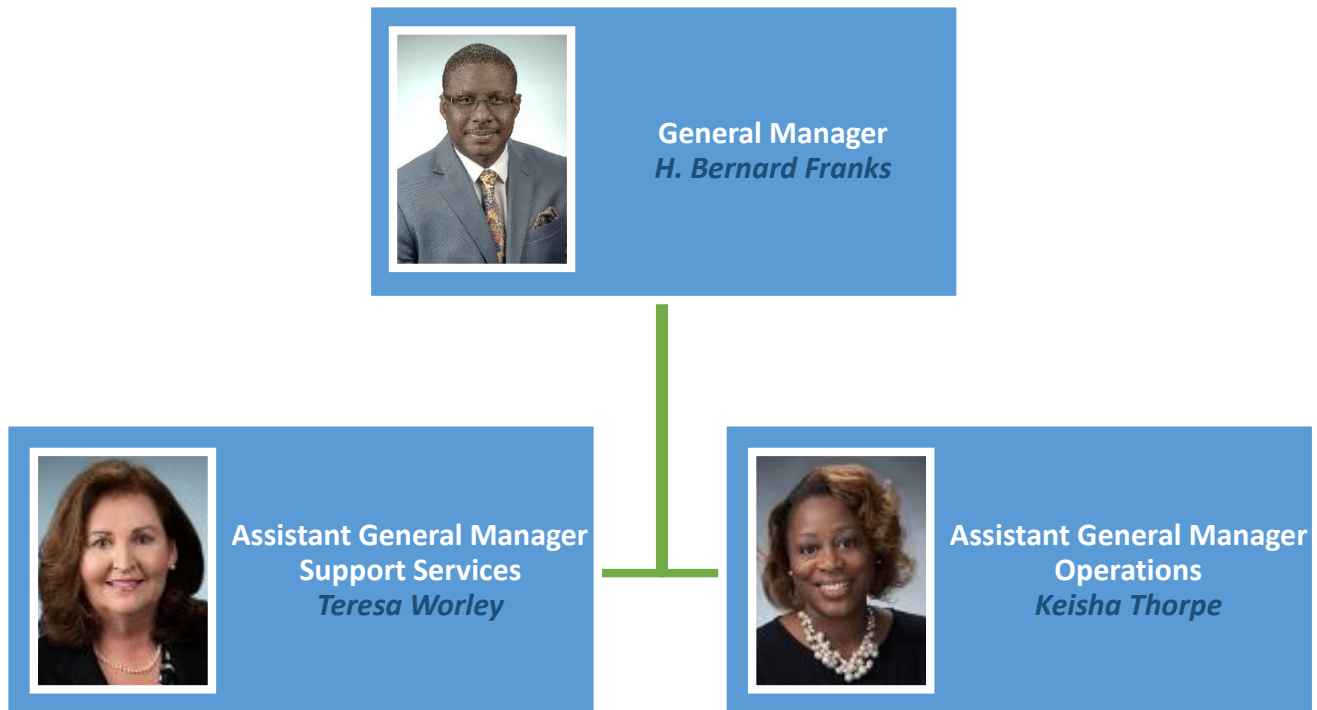 General Manager
H. Bernard Franks
Assistant General Manager
Support Services
Teresa Worley
Assistant General Manager
Operations
Keisha Thorpe